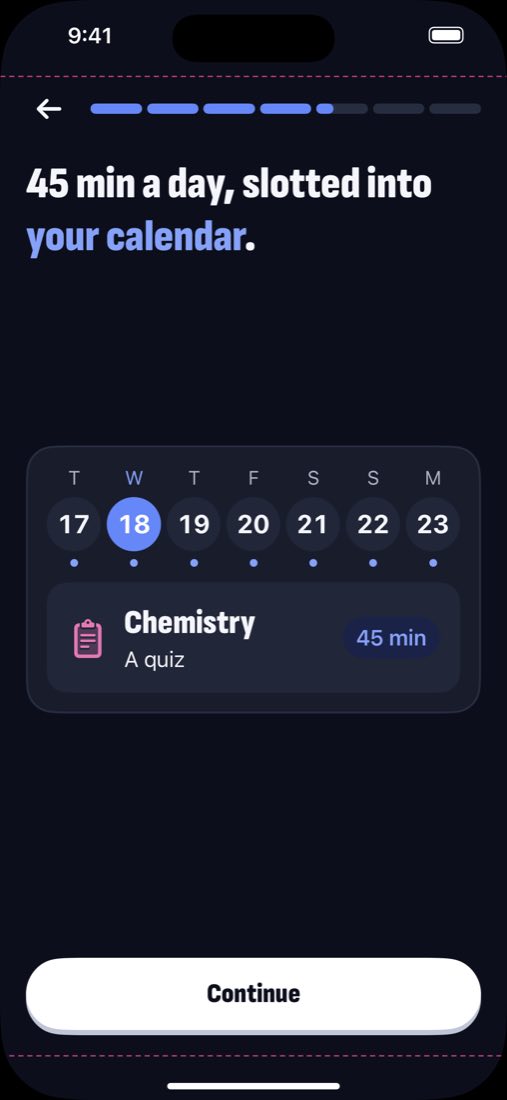 9:41
45 min a day, slotted into
your calendar.
T W T F S S M
17 18 19 20 21 22 23
Chemistry
A quiz
45 min
Continue